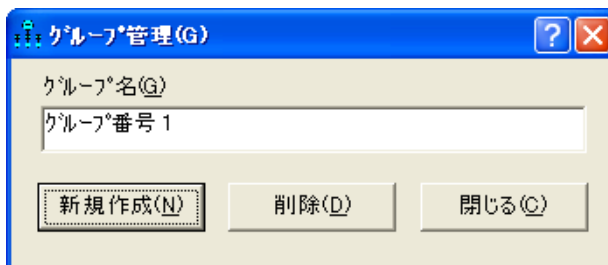 ｸﾞﾙｰﾌﾟ管理(G)
ｸﾞﾙｰﾌﾟ名(G)
ｸﾞﾙｰﾌﾟ番号 1
新規作成(N)
削除(D)
閉じる(C)